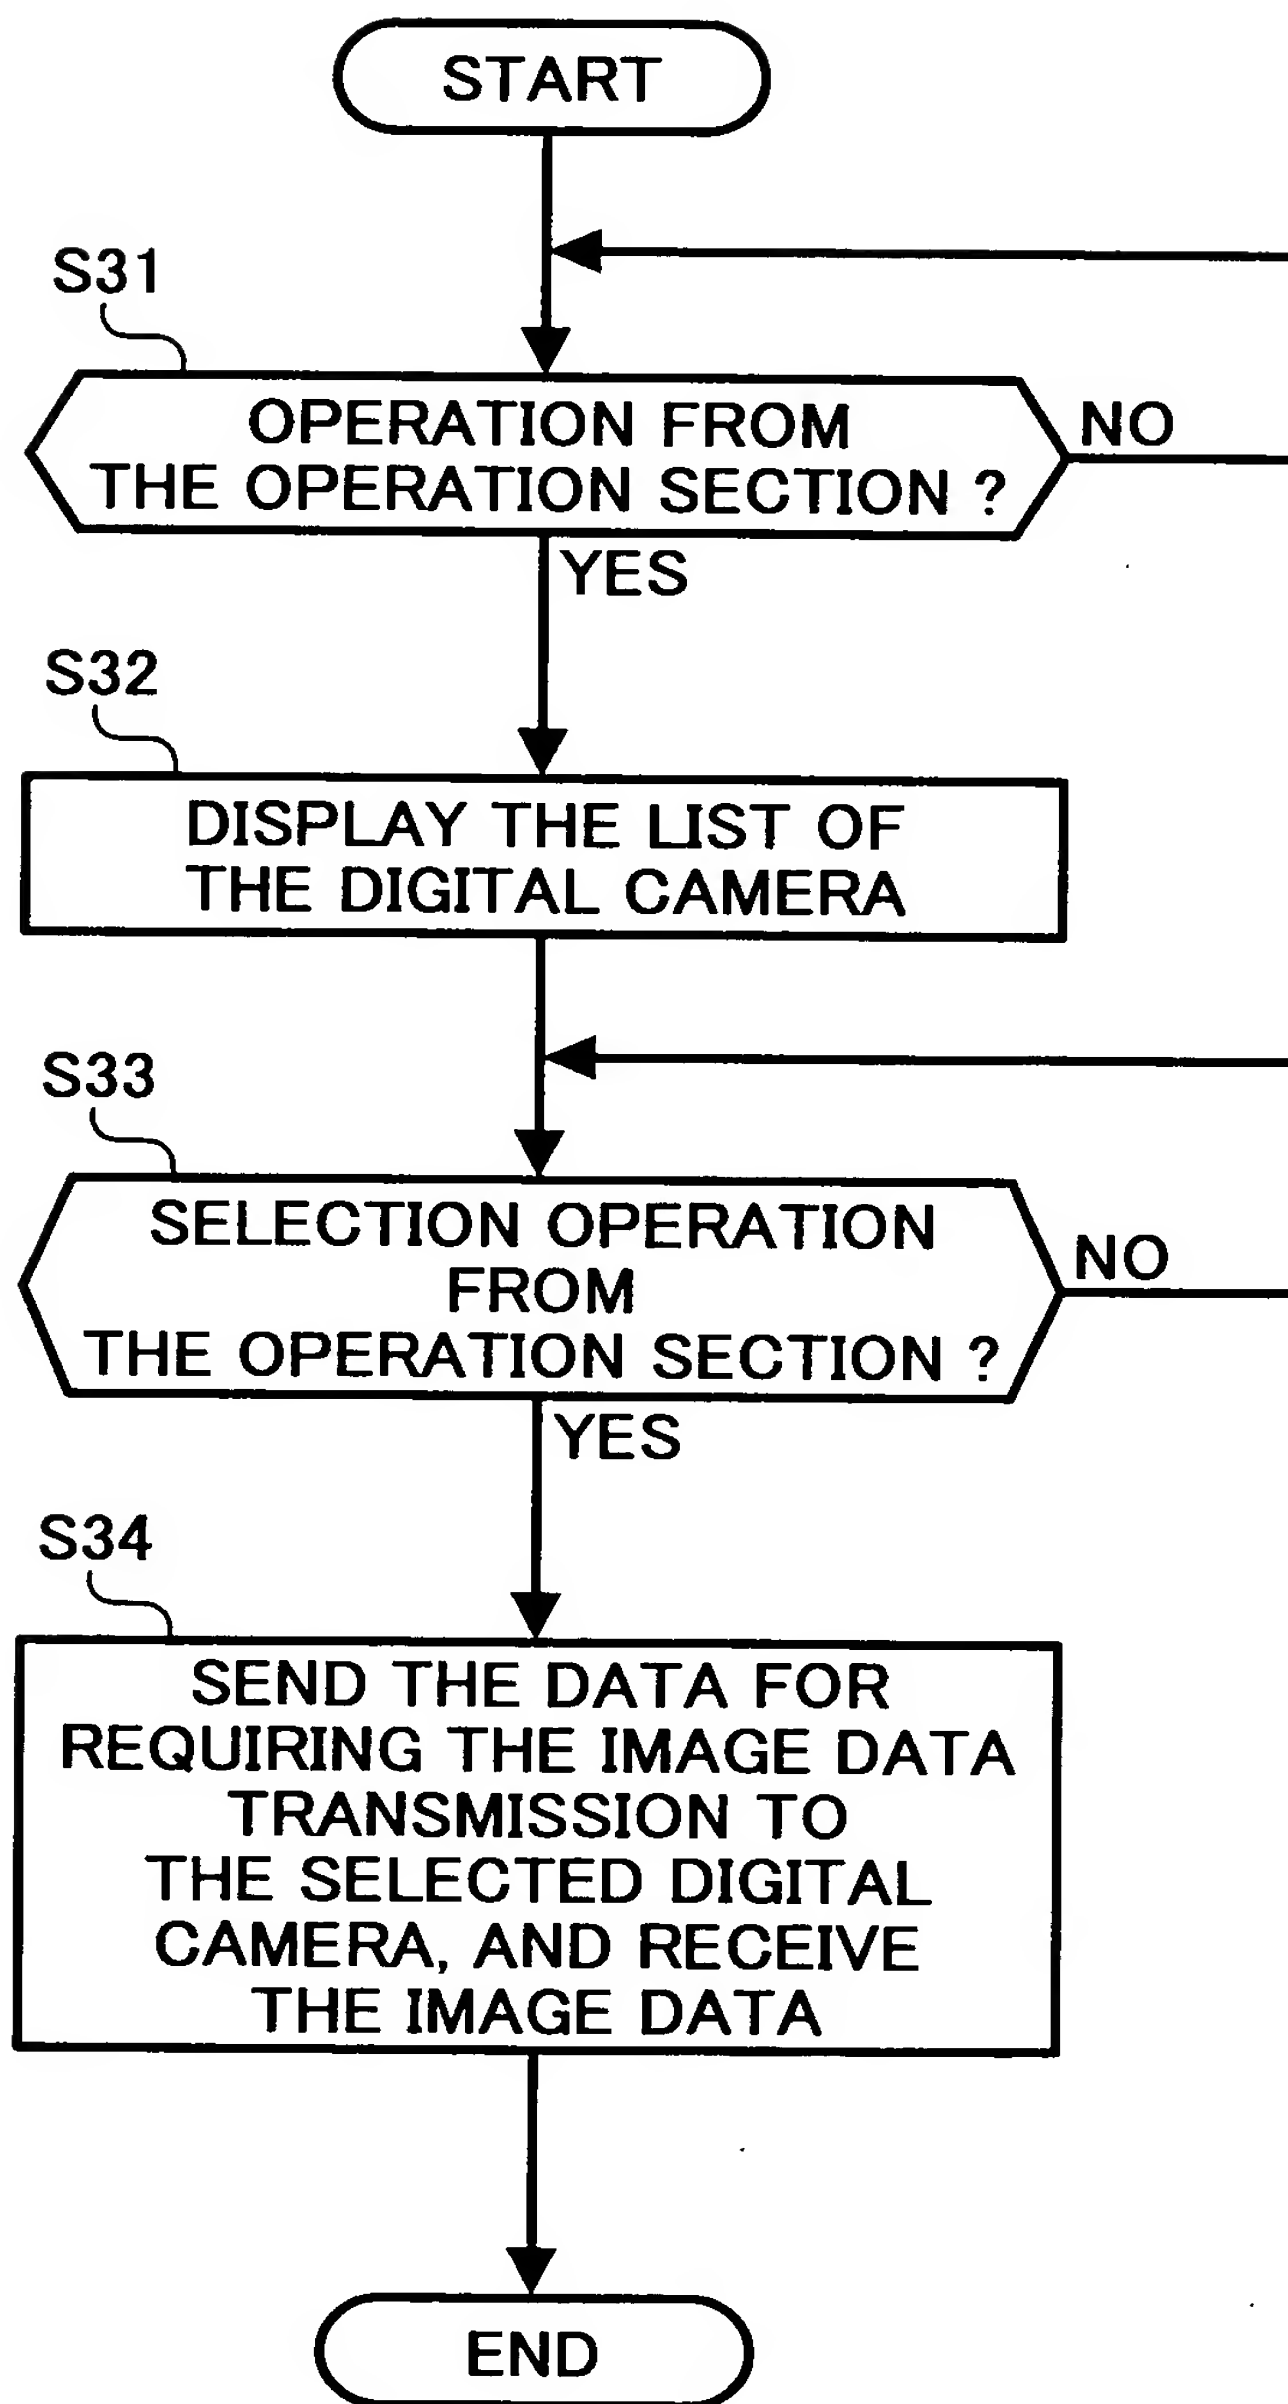 START
S31
OPERATION FROM
THE OPERATION SECTION ?
NO
YES
S32
DISPLAY THE LIST OF
THE DIGITAL CAMERA
S33
SELECTION OPERATION
FROM
THE OPERATION SECTION ?
NO
YES
S34
SEND THE DATA FOR
REQUIRING THE IMAGE DATA
TRANSMISSION TO
THE SELECTED DIGITAL
CAMERA, AND RECEIVE
THE IMAGE DATA
END